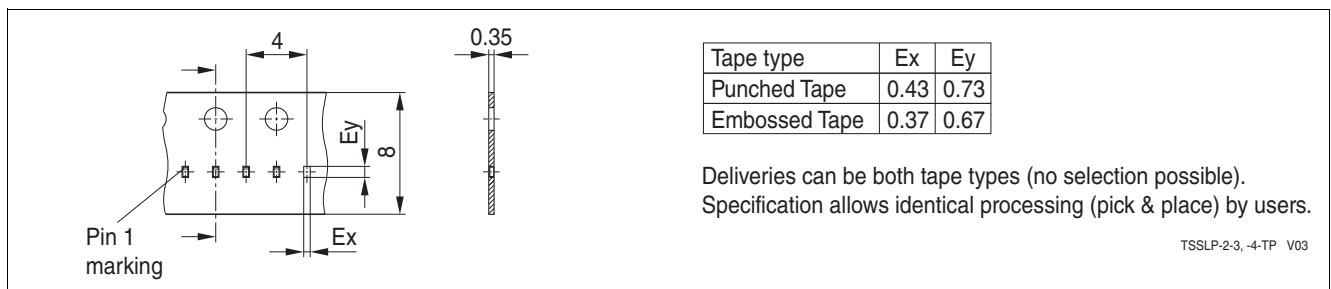 4
0.35
Ey
8
Pin 1
marking
Ex
Tape type Ex Ey
Punched Tape 0.43 0.73
Embossed Tape 0.37 0.67
Deliveries can be both tape types (no selection possible).
Specification allows identical processing (pick & place) by users.
TSSLP-2-3, -4-TP V03